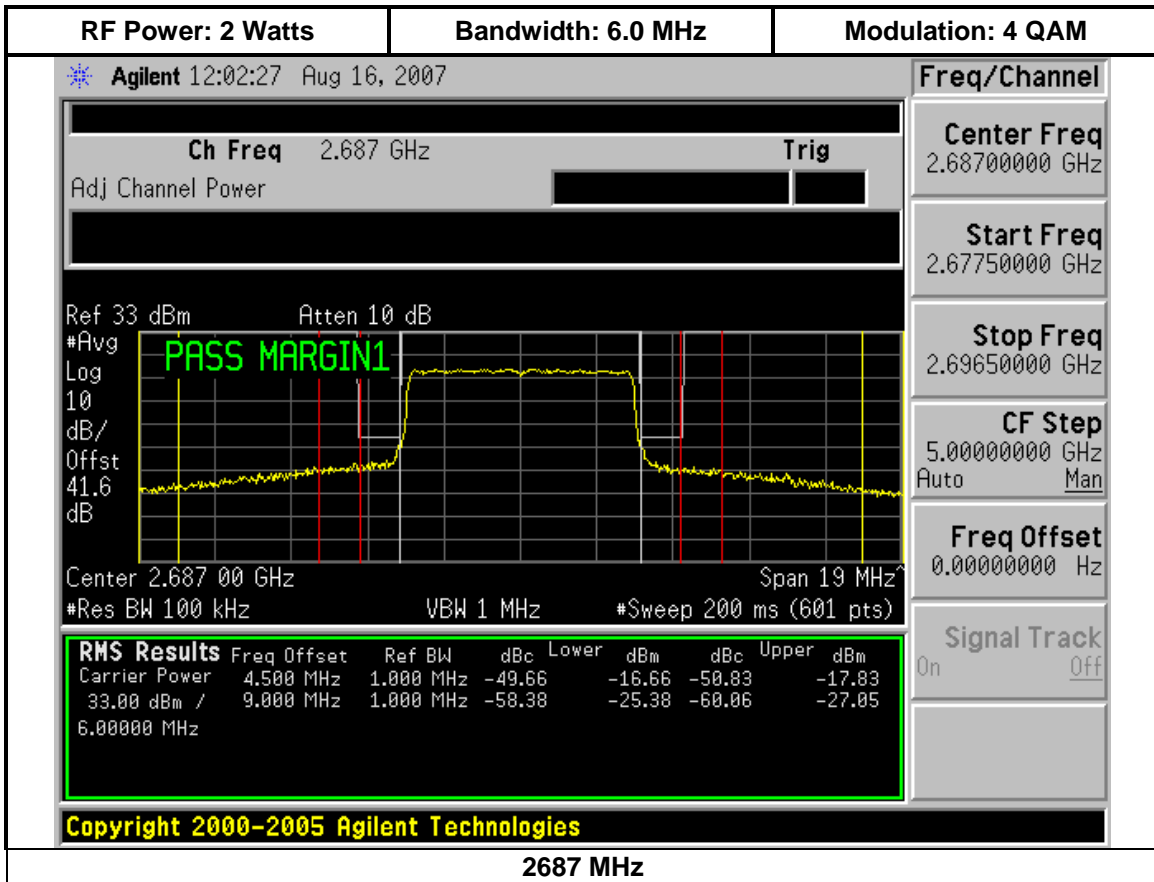 RF Power: 2 Watts Bandwidth: 6.0 MHz Modulation: 4 QAM
Agilent 12:02:27 Aug 16, 2007 Freq/Channel
Ch Freq 2.687 GHz Trig
Adj Channel Power
Center Freq
2.68700000 GHz
Start Freq
2.67750000 GHz
Stop Freq
2.69650000 GHz
CF Step
5.00000000 GHz
Auto Man
Freq Offset
0.00000000 Hz
Signal Track
On Off
Ref 33 dBm Atten 10 dB
#Avg
Log
10
dB/
Offst
41.6
dB
PASS MARGIN1
Center 2.687 00 GHz Span 19 MHz^
#Res BW 100 kHz VBW 1 MHz #Sweep 200 ms (601 pts)
RMS Results Freq Offset Ref BW dBc Lower dBm dBc Upper dBm
Carrier Power 4.500 MHz 1.000 MHz -49.66 -16.66 -50.83 -17.83
33.00 dBm / 9.000 MHz 1.000 MHz -58.38 -25.38 -60.06 -27.05
6.00000 MHz
Copyright 2000-2005 Agilent Technologies
2687 MHz